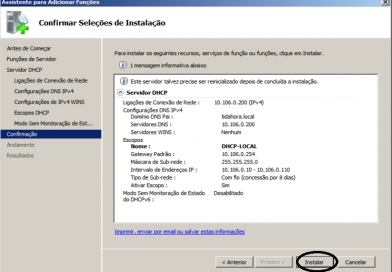 Assistente para Adicionar Funções
Confirmar Seleções de Instalação
Antes de Começar
Funções de Servidor
Servidor DHCP
Ligações de Conexão de Rede
Configurações DNS IPv4
Configurações de IPv4 WINS
Escopos DHCP
Modo Sem Monitoração de Est...
Confirmação
Andamento
Resultados
Para instalar os seguintes recursos, serviços de função ou funções, clique em Instalar.
1 mensagem informativa abaixo
Este servidor talvez precise ser reinicializado depois de concluída a instalação.
Servidor DHCP
Ligações de Conexão de Rede : 10.106.0.200 (IPv4)
Configurações DNS IPv4
Domínio DNS Pai : tidahora.local
Servidores DNS : 10.106.0.200
Servidores WINS : Nenhum
Escopos
Nome : DHCP-LOCAL
Gateway Padrão : 10.106.0.254
Máscara de Sub-rede : 255.255.255.0
Intervalo de Endereços IP : 10.106.0.10 - 10.106.0.110
Tipo de Sub-rede : Com fio (concessão por 8 dias)
Ativar Escopo : Sim
Modo Sem Monitoração de Estado do DHCPv6 : Desabilitado
Imprimir, enviar por email ou salvar estas informações
< Anterior
Próximo >
Instalar
Cancelar